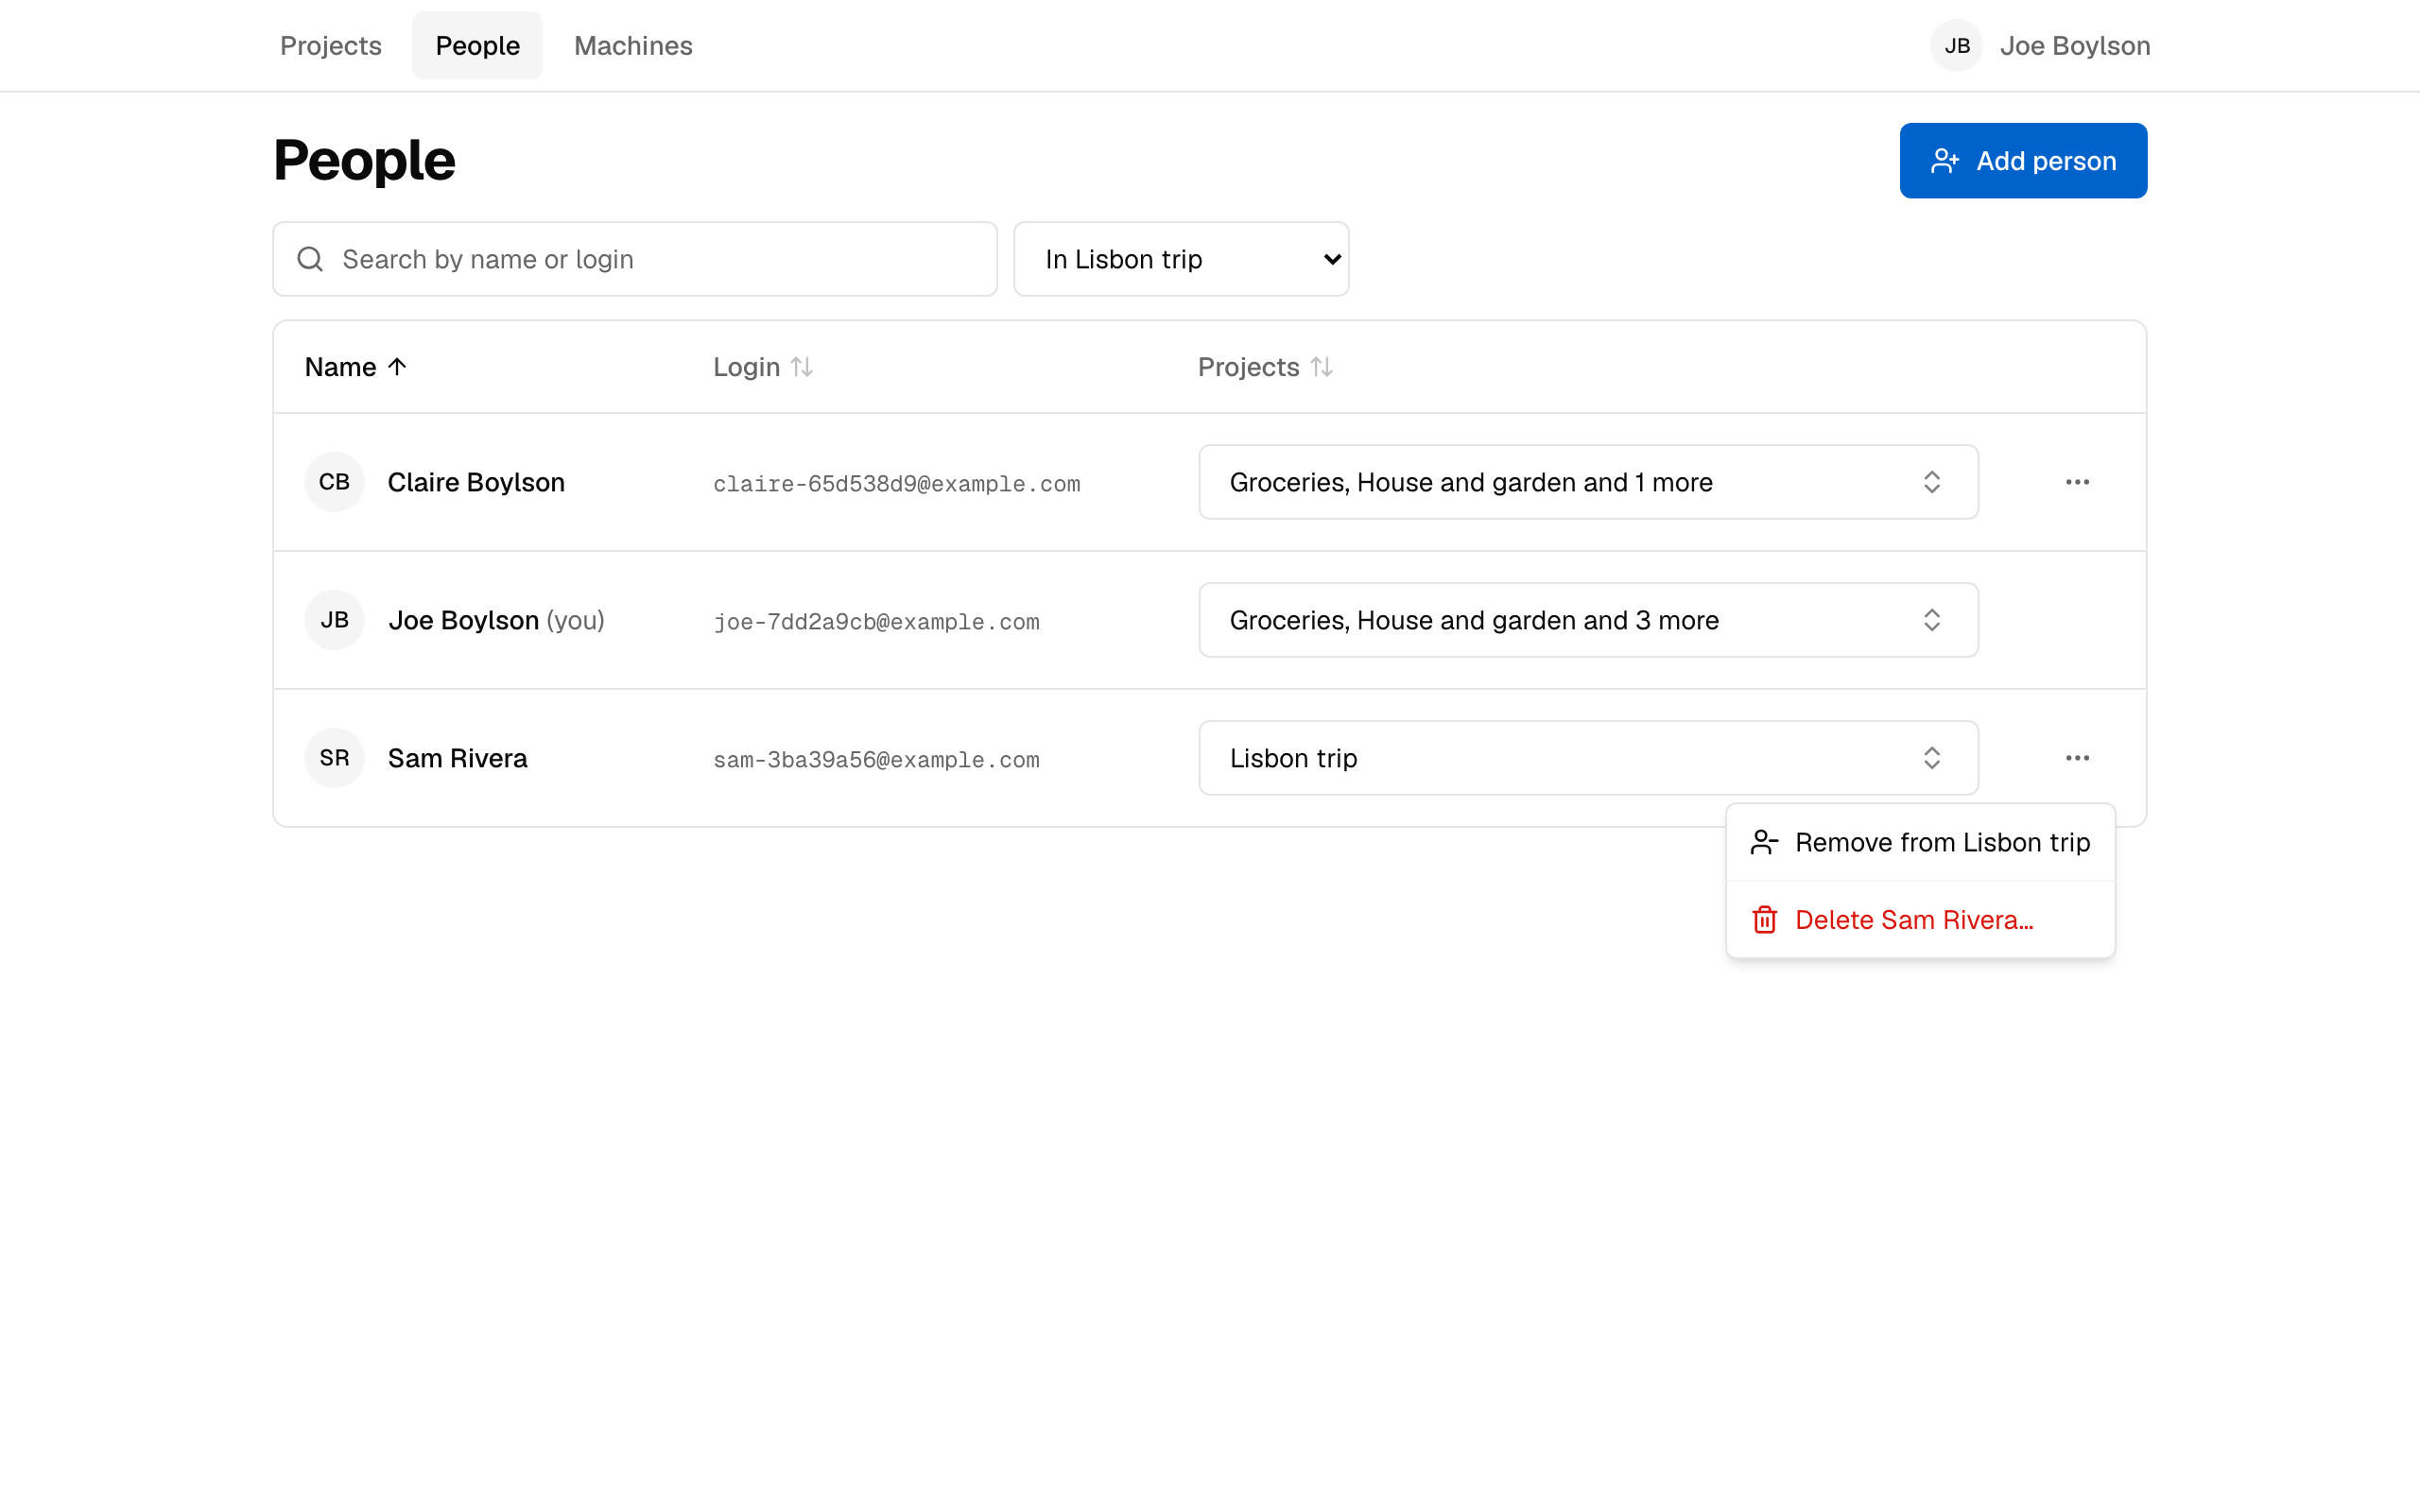 Projects People Machines JB Joe Boylson
People Add person
Search by name or login In Lisbon trip
Name Login Projects
CB Claire Boylson claire-65d538d9@example.com Groceries, House and garden and 1 more
JB Joe Boylson (you) joe-7dd2a9cb@example.com Groceries, House and garden and 3 more
SR Sam Rivera sam-3ba39a56@example.com Lisbon trip
Remove from Lisbon trip
Delete Sam Rivera…